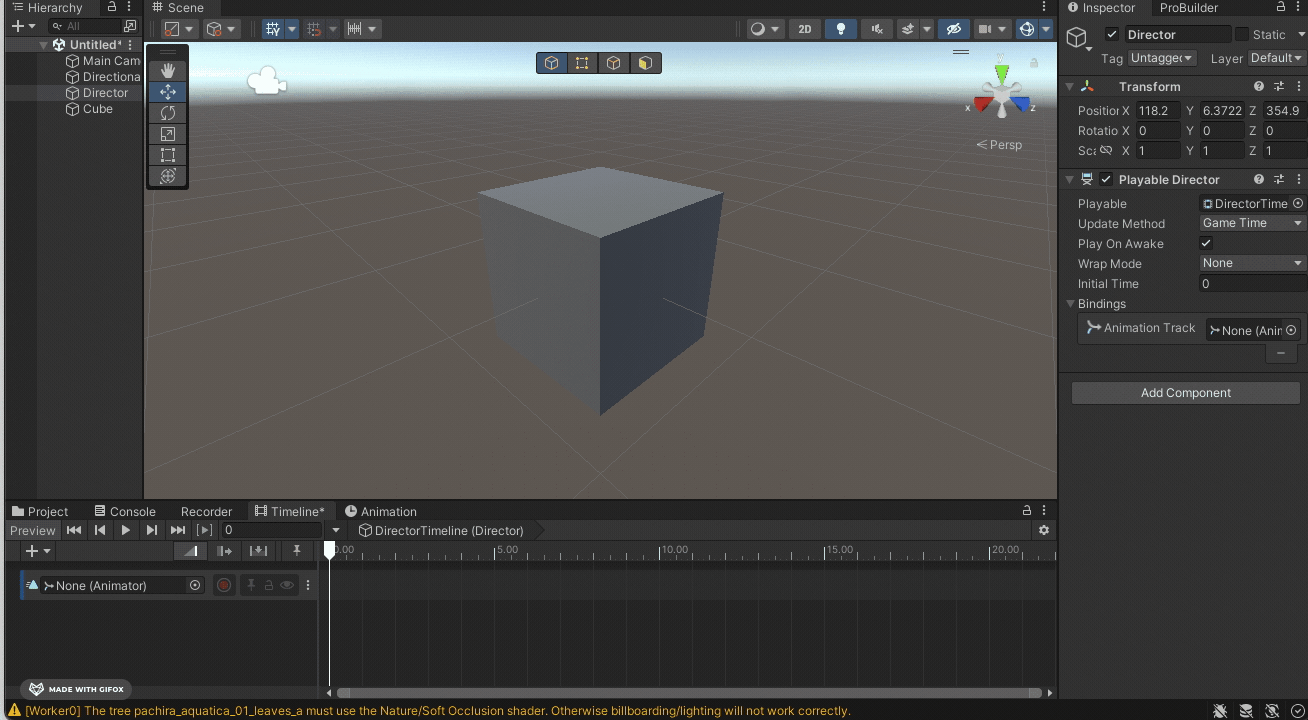 Hierarchy
All
Untitled*
Main Cam
Directiona
Director
Cube
Scene
2D
y
x
z
Persp
Inspector
ProBuilder
Director
Static
Tag Untagged Layer Default
Transform
Position X 118.2 Y 6.3722 Z 354.9
Rotatio X 0 Y 0 Z 0
Sca X 1 Y 1 Z 1
Playable Director
Playable DirectorTime
Update Method Game Time
Play On Awake
Wrap Mode None
Initial Time 0
Bindings
Animation Track None (Anim
Add Component
Project Console Recorder Timeline* Animation
Preview 0 DirectorTimeline (Director)
0.00 5.00 10.00 15.00 20.00
None (Animator)
MADE WITH GIFOX
[Worker0] The tree pachira_aquatica_01_leaves_a must use the Nature/Soft Occlusion shader. Otherwise billboarding/lighting will not work correctly.